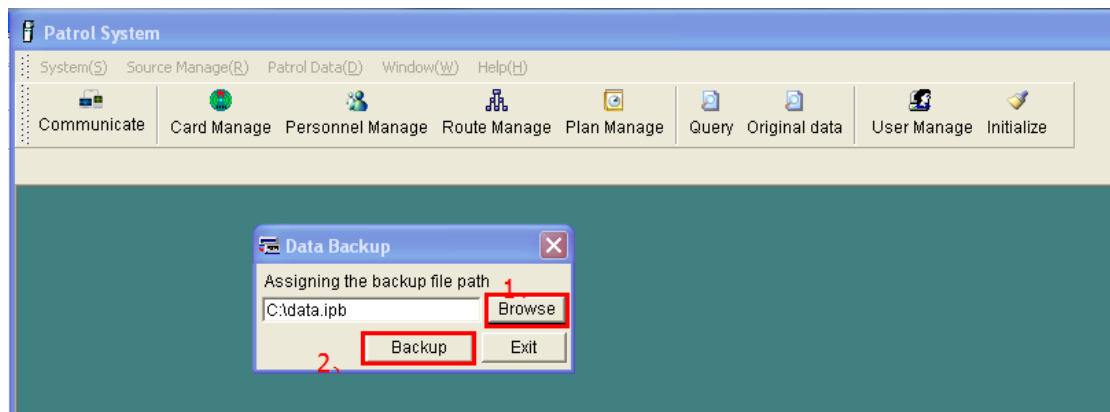 Patrol System
System(S) Source Manage(R) Patrol Data(D) Window(W) Help(H)
Communicate Card Manage Personnel Manage Route Manage Plan Manage Query Original data User Manage Initialize
Data Backup
Assigning the backup file path
1、
C:\data.ipb Browse
Backup Exit
2、